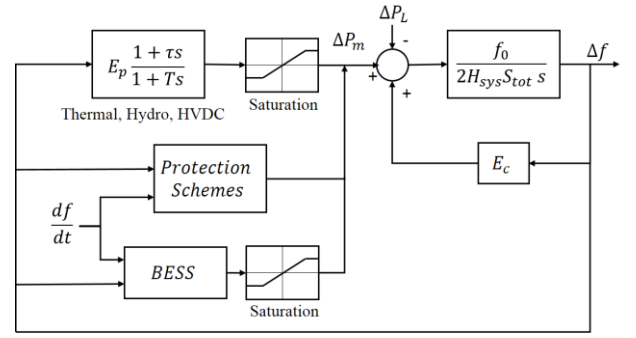 ΔP_L
E_p (1 + τs)/(1 + Ts)
Thermal, Hydro, HVDC
Saturation
ΔP_m
-
+
+
f_0/(2H_sys S_tot s)
Δf
E_c
Protection
Schemes
df/dt
BESS
Saturation